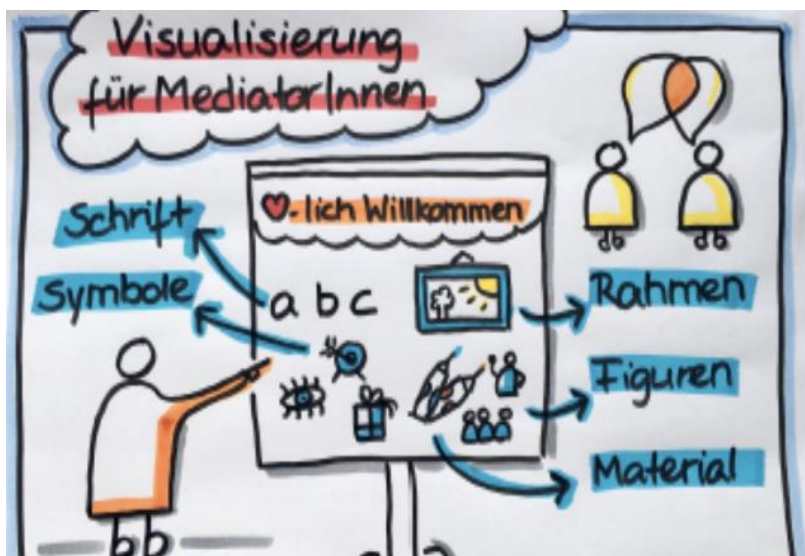 Visualisierung
für MediatorInnen
-lich Willkommen
Schrift
Symbole
a b c
Rahmen
Figuren
Material